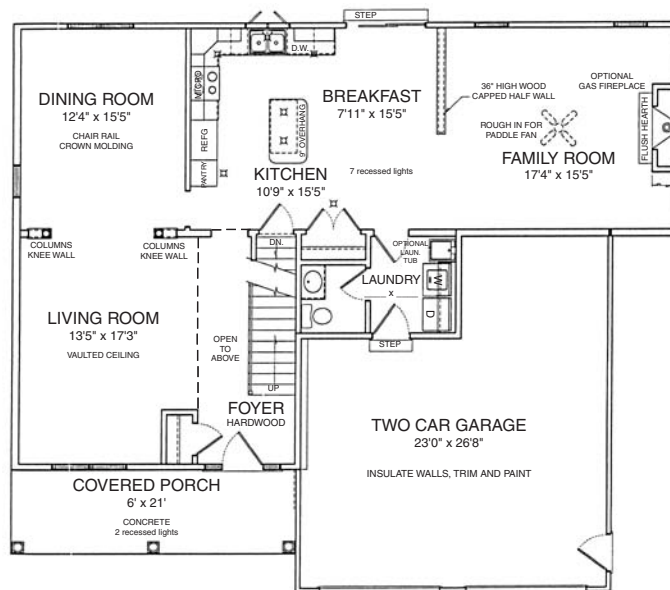 STEP
D.W.
DINING ROOM
12'4" x 15'5"
CHAIR RAIL
CROWN MOLDING
MICRO
REFG
PANTRY
9" OVERHANG
BREAKFAST
7'11" x 15'5"
KITCHEN
10'9" x 15'5"
7 recessed lights
36" HIGH WOOD
CAPPED HALF WALL
OPTIONAL
GAS FIREPLACE
ROUGH IN FOR
PADDLE FAN
FLUSH HEARTH
FAMILY ROOM
17'4" x 15'5"
COLUMNS
KNEE WALL
COLUMNS
KNEE WALL
DN.
OPTIONAL
LAUN.
TUB
LAUNDRY
x
W
D
STEP
LIVING ROOM
13'5" x 17'3"
VAULTED CEILING
OPEN
TO
ABOVE
UP
FOYER
HARDWOOD
TWO CAR GARAGE
23'0" x 26'8"
INSULATE WALLS, TRIM AND PAINT
COVERED PORCH
6' x 21'
CONCRETE
2 recessed lights